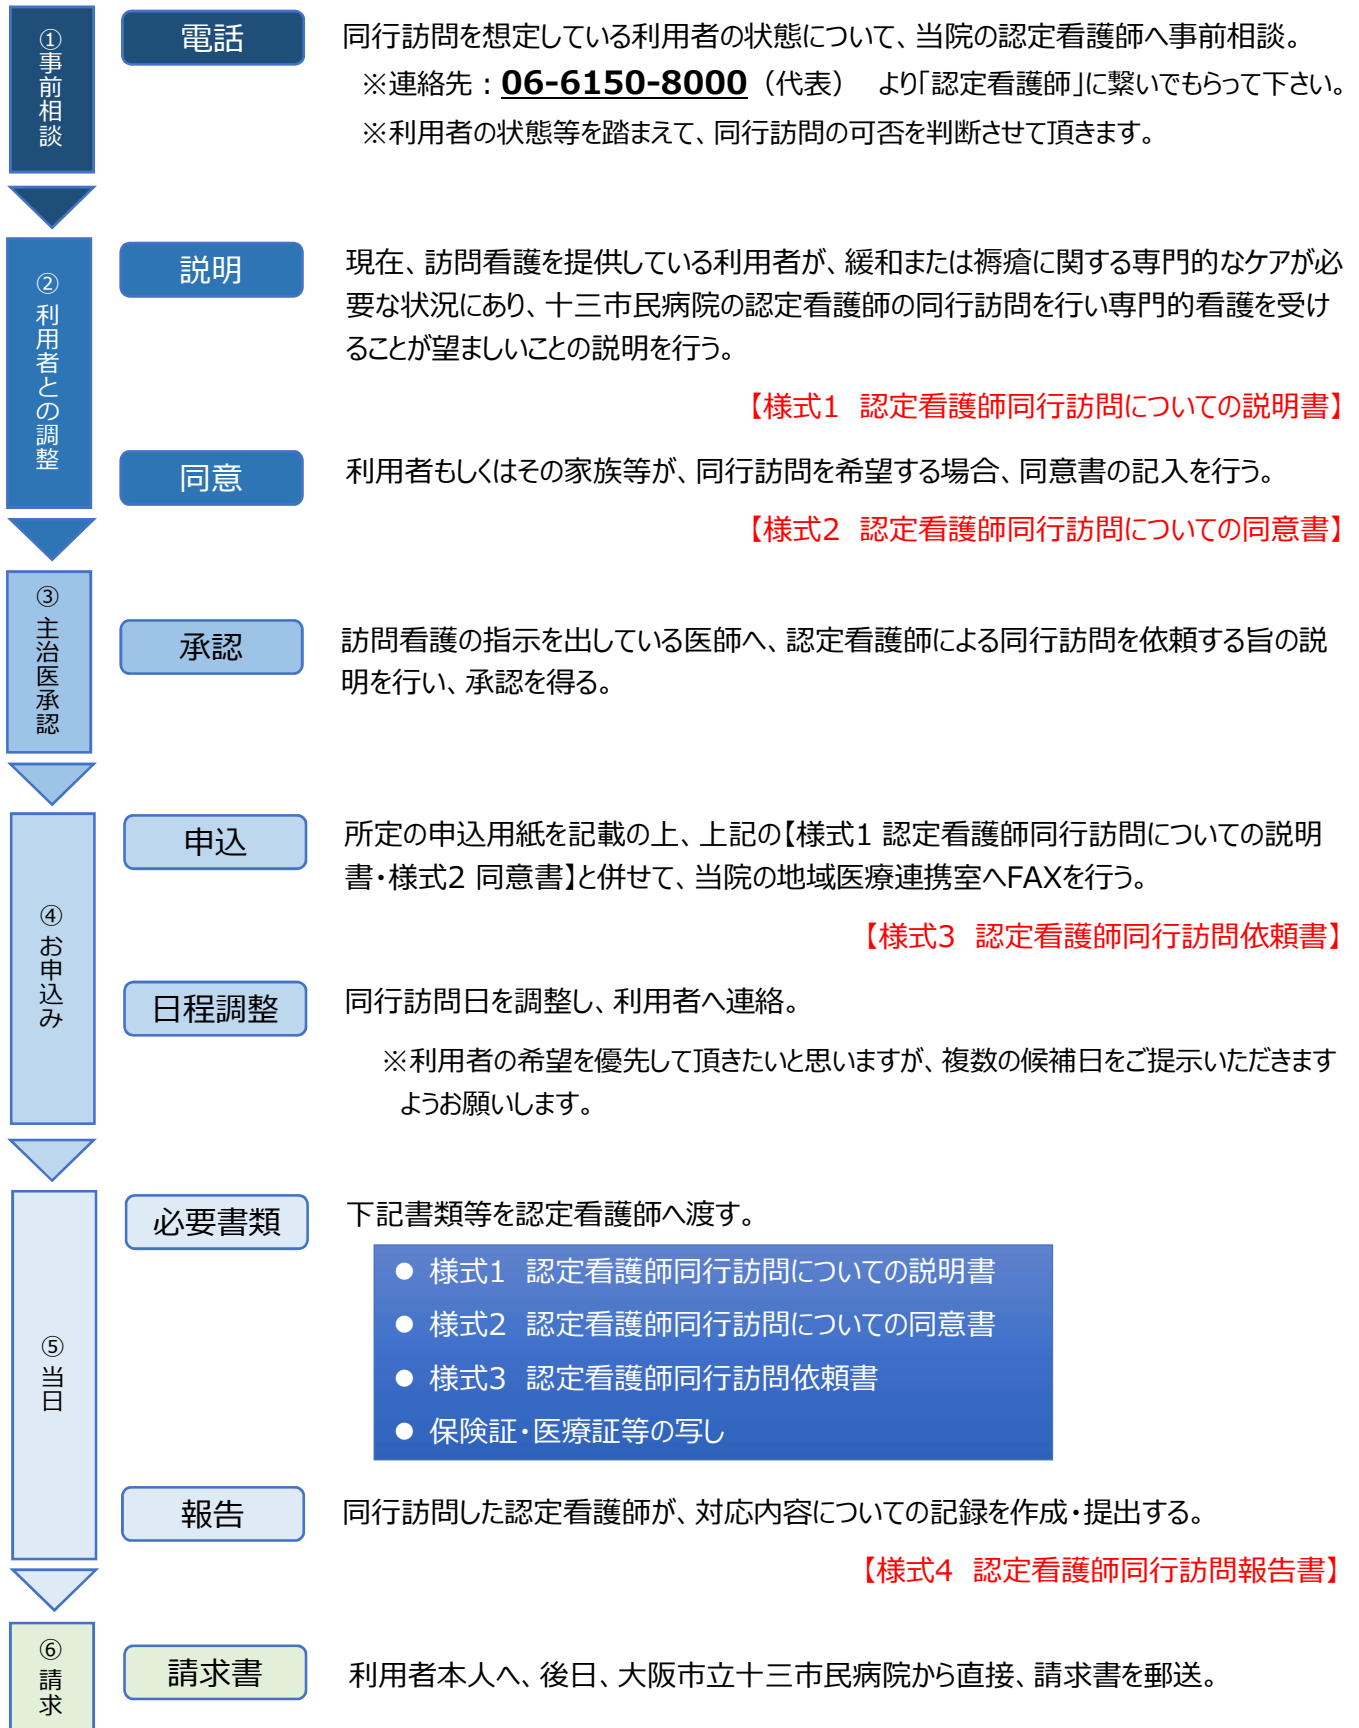 ①事前相談
電話
同行訪問を想定している利用者の状態について、当院の認定看護師へ事前相談。
※連絡先：06-6150-8000（代表）　より「認定看護師」に繋いでもらって下さい。
※利用者の状態等を踏まえて、同行訪問の可否を判断させて頂きます。
②利用者との調整
説明
現在、訪問看護を提供している利用者が、緩和または褥瘡に関する専門的なケアが必
要な状況にあり、十三市民病院の認定看護師の同行訪問を行い専門的看護を受け
ることが望ましいことの説明を行う。
【様式1　認定看護師同行訪問についての説明書】
同意
利用者もしくはその家族等が、同行訪問を希望する場合、同意書の記入を行う。
【様式2　認定看護師同行訪問についての同意書】
③主治医承認
承認
訪問看護の指示を出している医師へ、認定看護師による同行訪問を依頼する旨の説
明を行い、承認を得る。
④お申込み
申込
所定の申込用紙を記載の上、上記の【様式1 認定看護師同行訪問についての説明
書・様式2 同意書】と併せて、当院の地域医療連携室へFAXを行う。
【様式3　認定看護師同行訪問依頼書】
日程調整
同行訪問日を調整し、利用者へ連絡。
※利用者の希望を優先して頂きたいと思いますが、複数の候補日をご提示いただきます
ようお願いします。
⑤当日
必要書類
下記書類等を認定看護師へ渡す。
● 様式1　認定看護師同行訪問についての説明書
● 様式2　認定看護師同行訪問についての同意書
● 様式3　認定看護師同行訪問依頼書
● 保険証・医療証等の写し
報告
同行訪問した認定看護師が、対応内容についての記録を作成・提出する。
【様式4　認定看護師同行訪問報告書】
⑥請求
請求書
利用者本人へ、後日、大阪市立十三市民病院から直接、請求書を郵送。